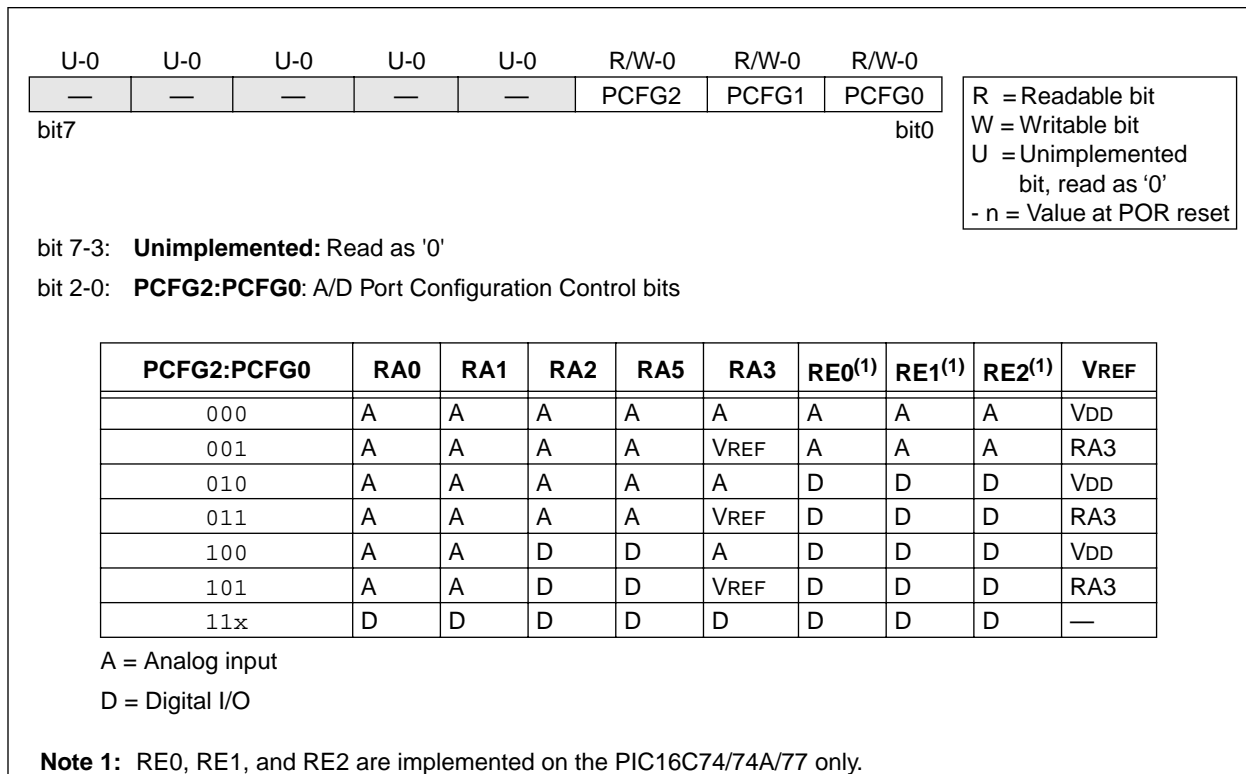 U-0 U-0 U-0 U-0 U-0 R/W-0 R/W-0 R/W-0
— — — — — PCFG2 PCFG1 PCFG0
bit7 bit0
R = Readable bit
W = Writable bit
U = Unimplemented
bit, read as ‘0’
- n = Value at POR reset
bit 7-3: Unimplemented: Read as '0'
bit 2-0: PCFG2:PCFG0: A/D Port Configuration Control bits
PCFG2:PCFG0 RA0 RA1 RA2 RA5 RA3 RE0(1) RE1(1) RE2(1) VREF
000 A A A A A A A A VDD
001 A A A A VREF A A A RA3
010 A A A A A D D D VDD
011 A A A A VREF D D D RA3
100 A A D D A D D D VDD
101 A A D D VREF D D D RA3
11x D D D D D D D D —
A = Analog input
D = Digital I/O
Note 1: RE0, RE1, and RE2 are implemented on the PIC16C74/74A/77 only.